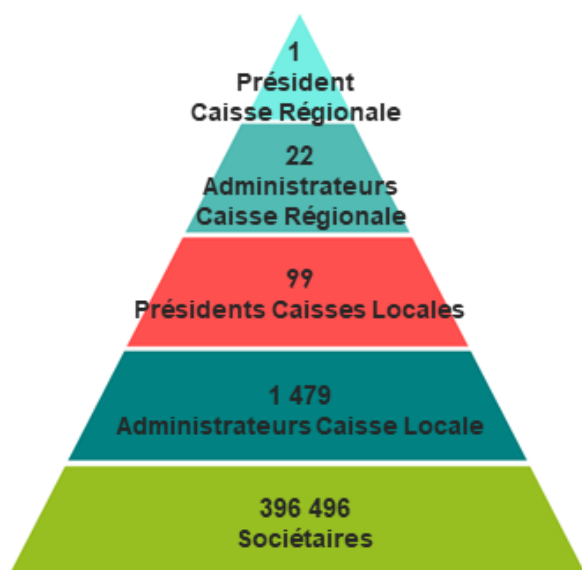 1
Président
Caisse Régionale
22
Administrateurs
Caisse Régionale
99
Présidents Caisses Locales
1 479
Administrateurs Caisse Locale
396 496
Sociétaires